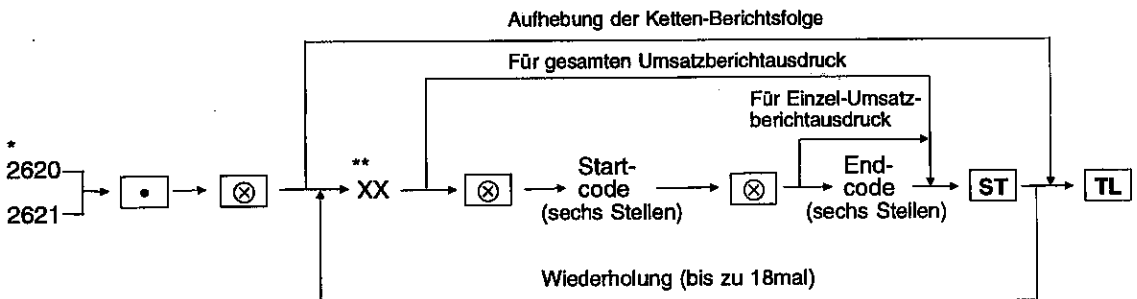 Aufhebung der Ketten-Berichtsfolge
Für gesamten Umsatzberichtausdruck
Für Einzel-Umsatz-
berichtausdruck
*
2620
2621
•
⊗
**
XX
⊗
Start-
code
(sechs Stellen)
⊗
End-
code
(sechs Stellen)
ST
TL
Wiederholung (bis zu 18mal)